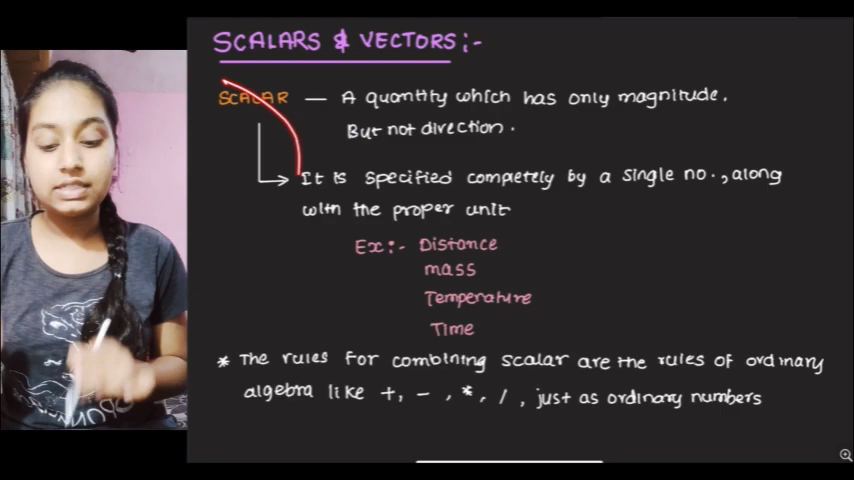 SCALARS & VECTORS :-
SCALAR — A quantity which has only magnitude.
But not direction.
It is specified completely by a single no., along
with the proper unit
Ex:- Distance
mass
Temperature
Time
* The rules for combining scalar are the rules of ordinary
algebra like +, - , *, / , just as ordinary numbers